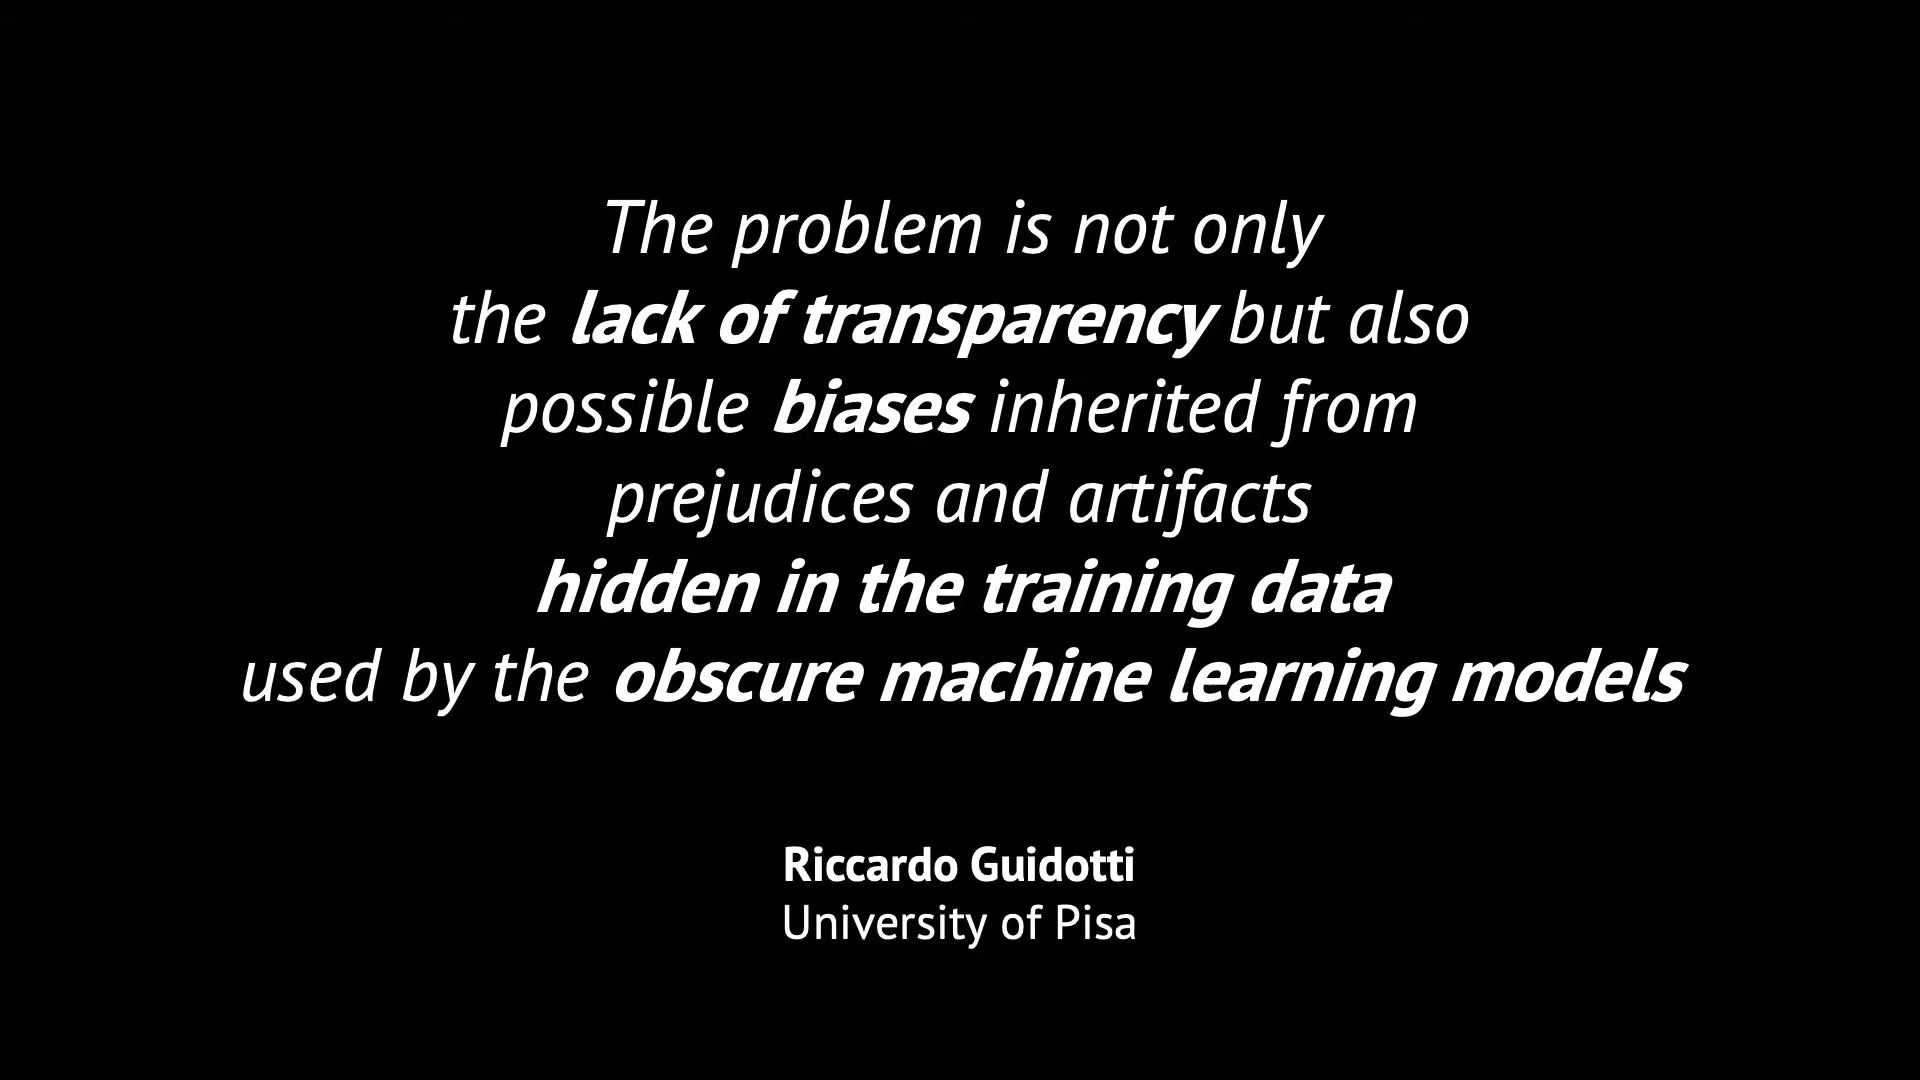 The problem is not only
the lack of transparency but also
possible biases inherited from
prejudices and artifacts
hidden in the training data
used by the obscure machine learning models
Riccardo Guidotti
University of Pisa